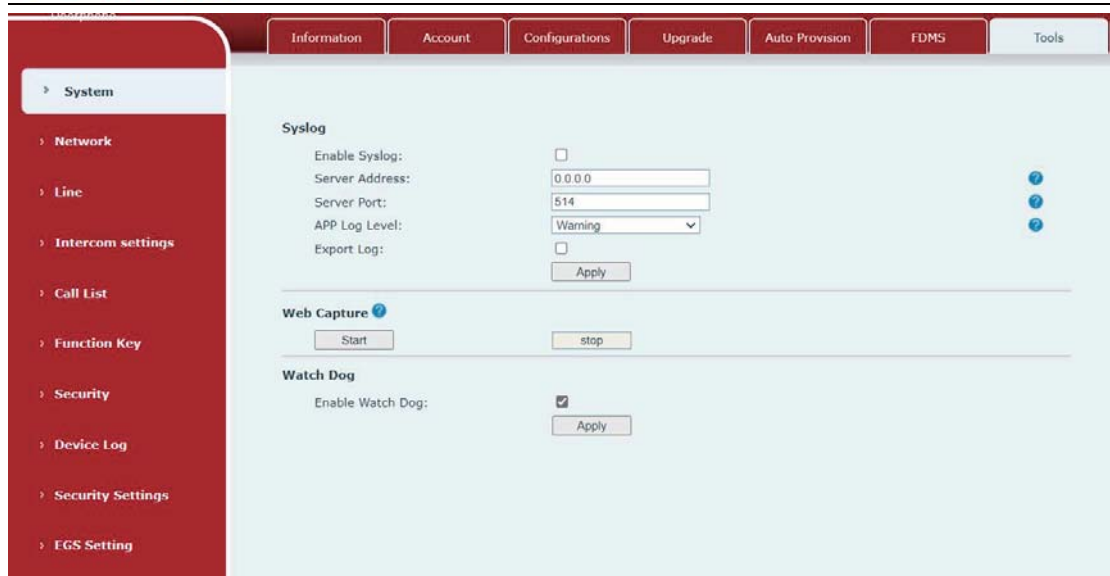 Information Account Configurations Upgrade Auto Provision FDMS Tools
System
Network
Line
Intercom settings
Call List
Function Key
Security
Device Log
Security Settings
EGS Setting
Syslog
Enable Syslog:
Server Address: 0.0.0.0
Server Port: 514
APP Log Level: Warning
Export Log:
Apply
Web Capture
Start stop
Watch Dog
Enable Watch Dog:
Apply